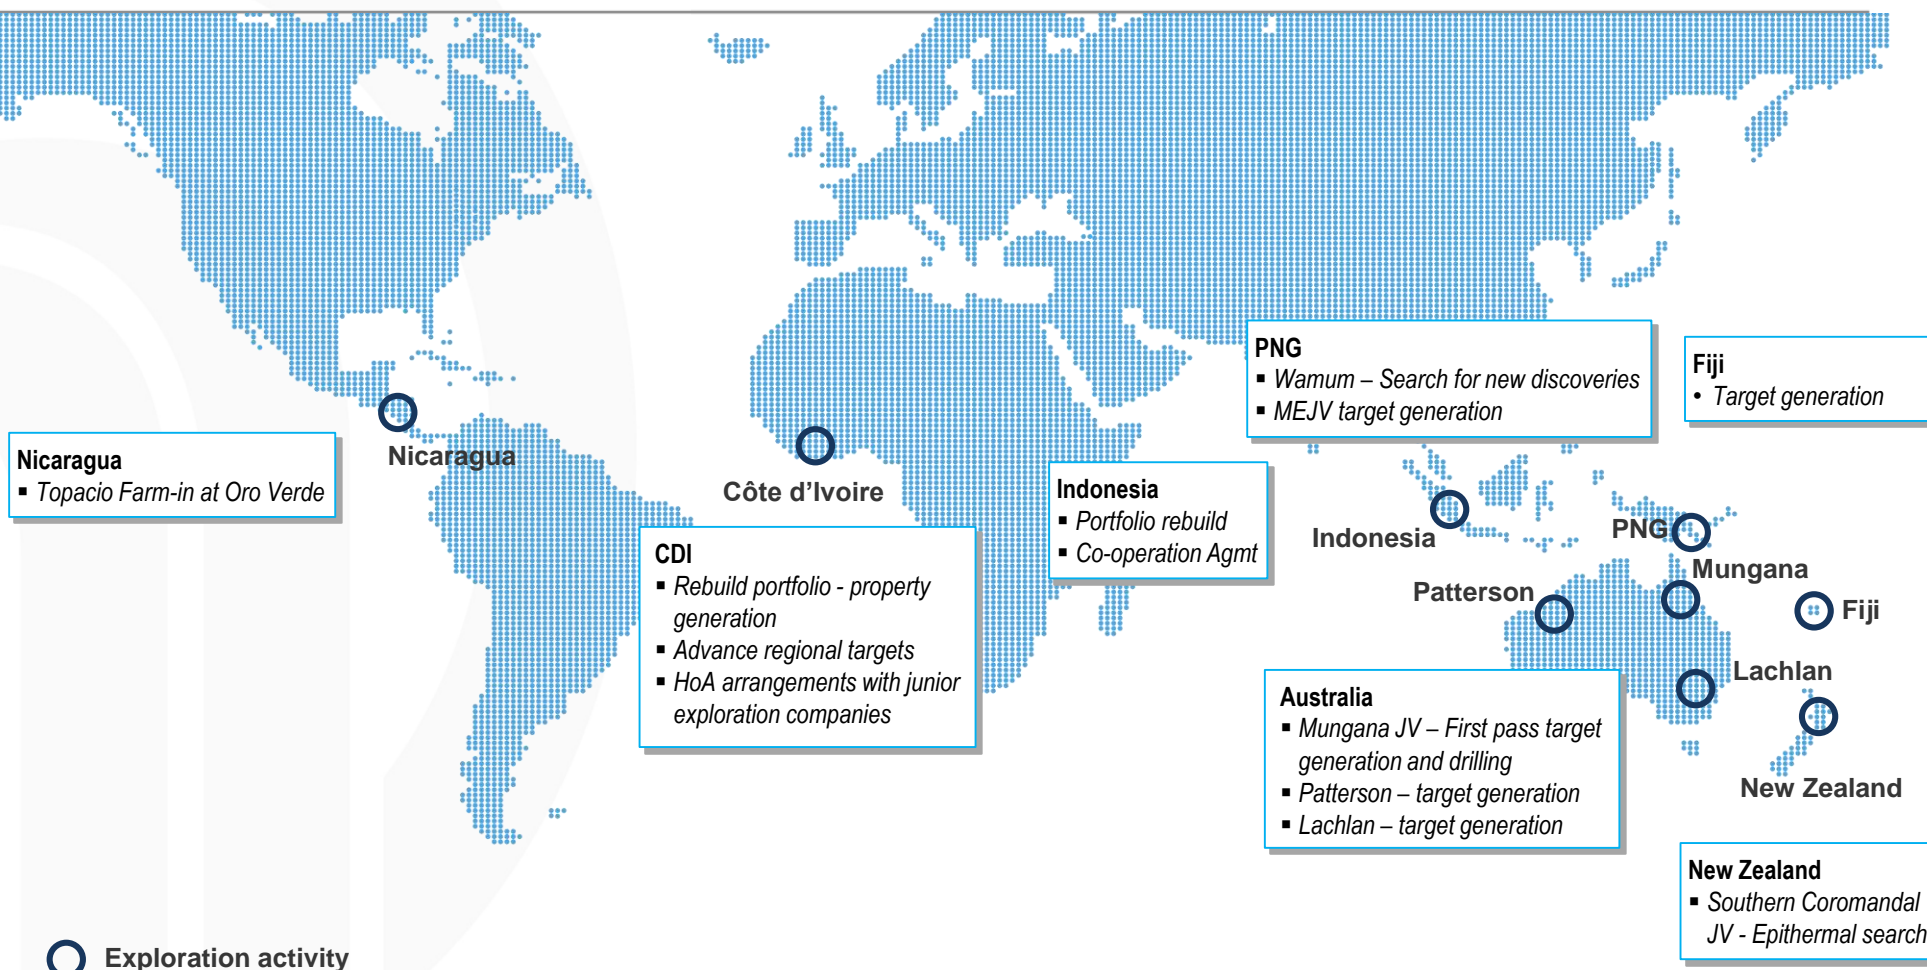 PNG
▪ Wamum – Search for new discoveries
▪ MEJV target generation
Fiji
• Target generation
Nicaragua
▪ Topacio Farm-in at Oro Verde
Nicaragua
Côte d’Ivoire
CDI
▪ Rebuild portfolio - property
generation
▪ Advance regional targets
▪ HoA arrangements with junior
exploration companies
Indonesia
▪ Portfolio rebuild
▪ Co-operation Agmt
Indonesia
PNG
Mungana
Patterson
Fiji
Lachlan
New Zealand
Australia
▪ Mungana JV – First pass target
generation and drilling
▪ Patterson – target generation
▪ Lachlan – target generation
New Zealand
▪ Southern Coromandal
JV - Epithermal search
Exploration activity